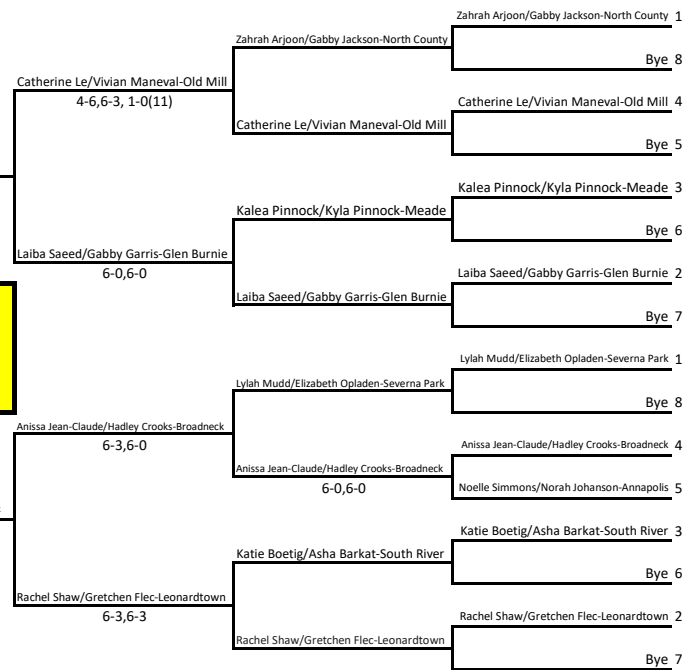 Zahrah Arjoon/Gabby Jackson-North County 1
Zahrah Arjoon/Gabby Jackson-North County
Bye 8
Catherine Le/Vivian Maneval-Old Mill
4-6,6-3, 1-0(11)
Catherine Le/Vivian Maneval-Old Mill 4
Catherine Le/Vivian Maneval-Old Mill
Bye 5
Kalea Pinnock/Kyla Pinnock-Meade 3
Kalea Pinnock/Kyla Pinnock-Meade
Bye 6
Laiba Saeed/Gabby Garris-Glen Burnie
6-0,6-0
Laiba Saeed/Gabby Garris-Glen Burnie 2
Laiba Saeed/Gabby Garris-Glen Burnie
Bye 7
Lylah Mudd/Elizabeth Opladen-Severna Park 1
Lylah Mudd/Elizabeth Opladen-Severna Park
Bye 8
Anissa Jean-Claude/Hadley Crooks-Broadneck
6-3,6-0
Anissa Jean-Claude/Hadley Crooks-Broadneck 4
Anissa Jean-Claude/Hadley Crooks-Broadneck
6-0,6-0
Noelle Simmons/Norah Johanson-Annapolis 5
Katie Boetig/Asha Barkat-South River 3
Katie Boetig/Asha Barkat-South River
Bye 6
Rachel Shaw/Gretchen Flec-Leonardtown
6-3,6-3
Rachel Shaw/Gretchen Flec-Leonardtown 2
Rachel Shaw/Gretchen Flec-Leonardtown
Bye 7